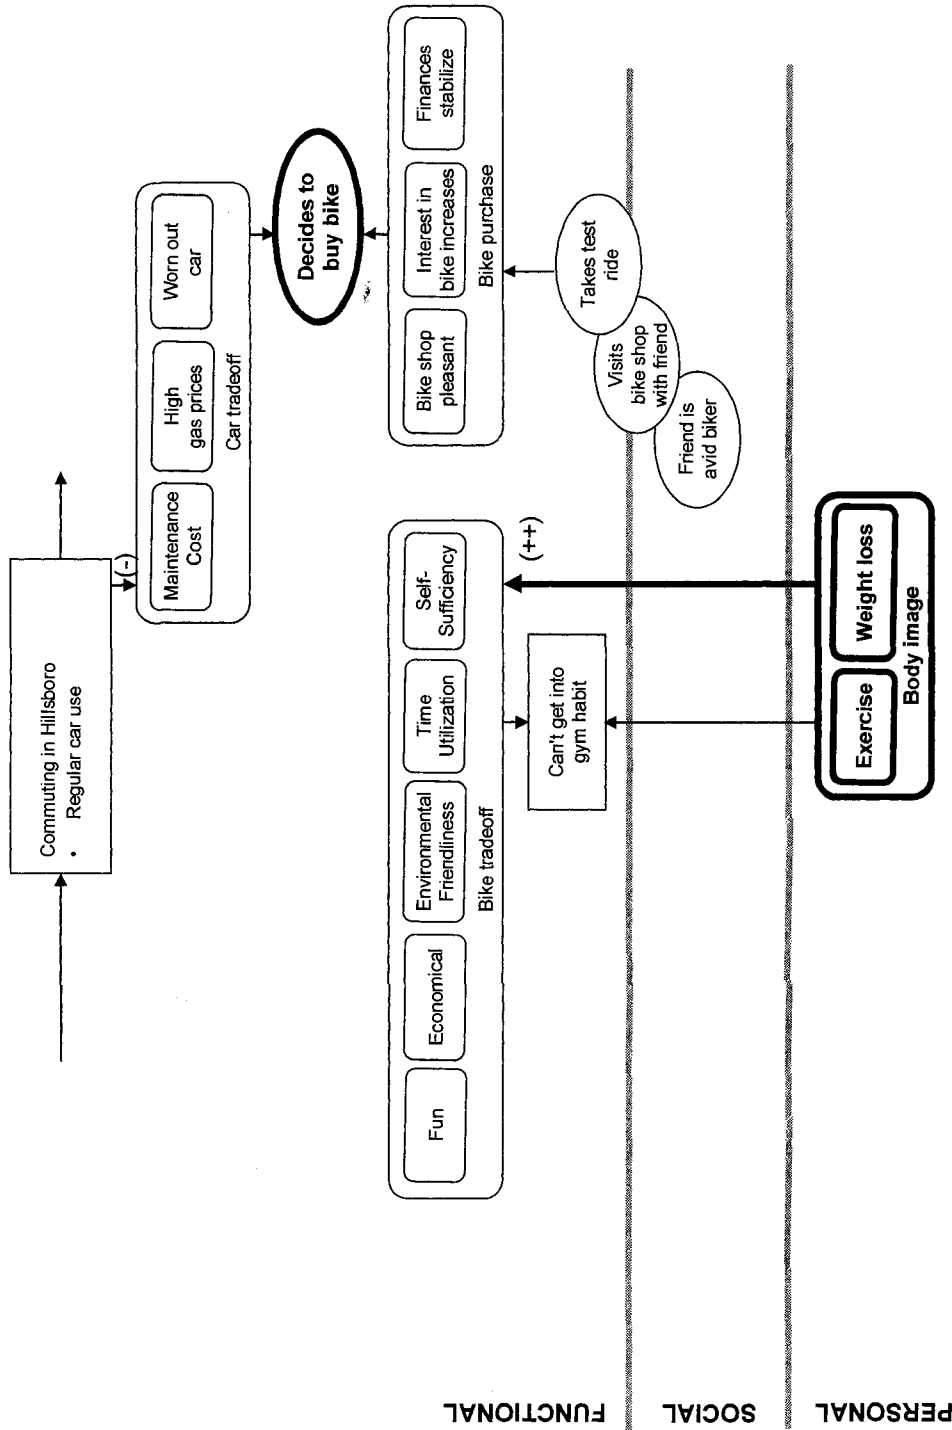 Commuting in Hillsboro
• Regular car use
(-)
Maintenance
Cost
High
gas prices
Worn out
car
Car tradeoff
Decides to
buy bike
Fun
Economical
Environmental
Friendliness
Time
Utilization
Self-
Sufficiency
Bike tradeoff
(++)
Bike shop
pleasant
Interest in
bike increases
Finances
stabilize
Bike purchase
Can't get into
gym habit
Takes test
ride
Visits
bike shop
with friend
Friend is
avid biker
Exercise
Weight loss
Body image
FUNCTIONAL
SOCIAL
PERSONAL